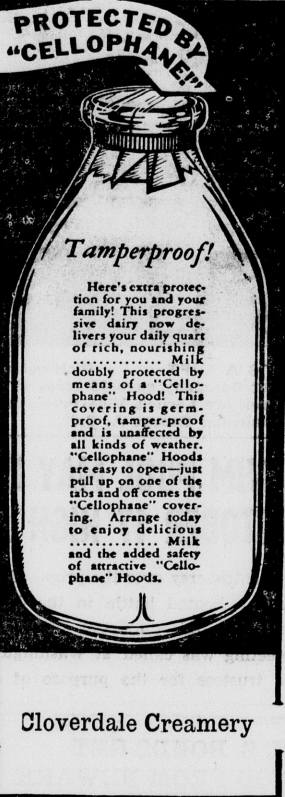 PROTECTED BY
"CELLOPHANE!"
Tamperproof!
Here's extra protec-
tion for you and your
family! This progres-
sive dairy now de-
livers your daily quart
of rich, nourishing
.............. Milk
doubly protected by
means of a "Cello-
phane" Hood! This
covering is germ-
proof, tamper-proof
and is unaffected by
all kinds of weather.
"Cellophane" Hoods
are easy to open—just
pull up on one of the
tabs and off comes the
"Cellophane" cover-
ing. Arrange today
to enjoy delicious
.............. Milk
and the added safety
of attractive "Cello-
phane" Hoods.
Cloverdale Creamery